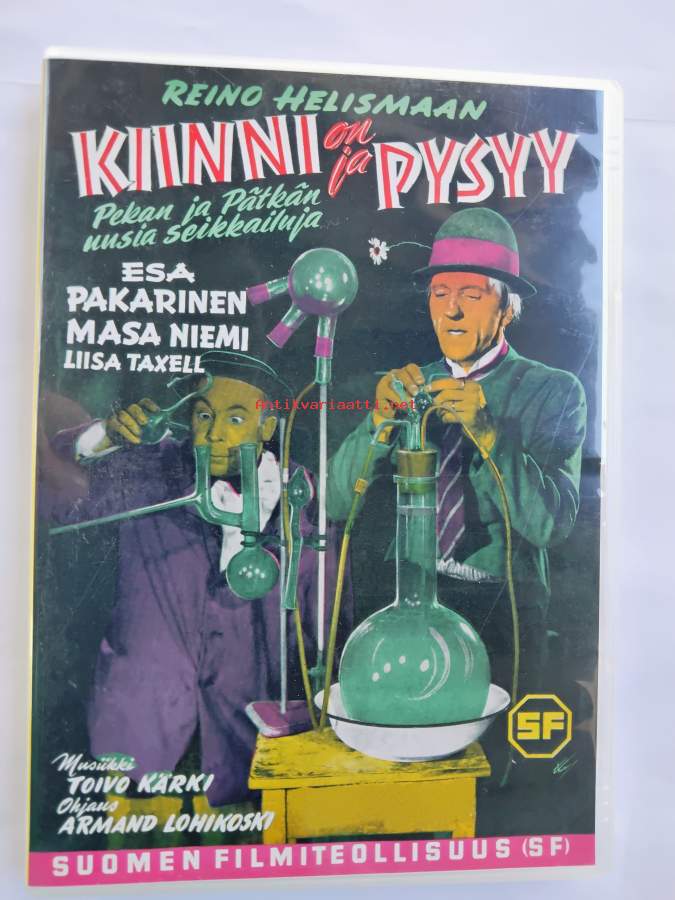 REINO HELISMAAN
KIINNI on ja PYSYY
Pekan ja Pätkän
uusia seikkailuja
ESA
PAKARINEN
MASA NIEMI
LIISA TAXELL
Antikvariaatti.net
SF
Musiikki
TOIVO KÄRKI
Ohjaus
ARMAND LOHIKOSKI
SUOMEN FILMITEOLLISUUS (SF)